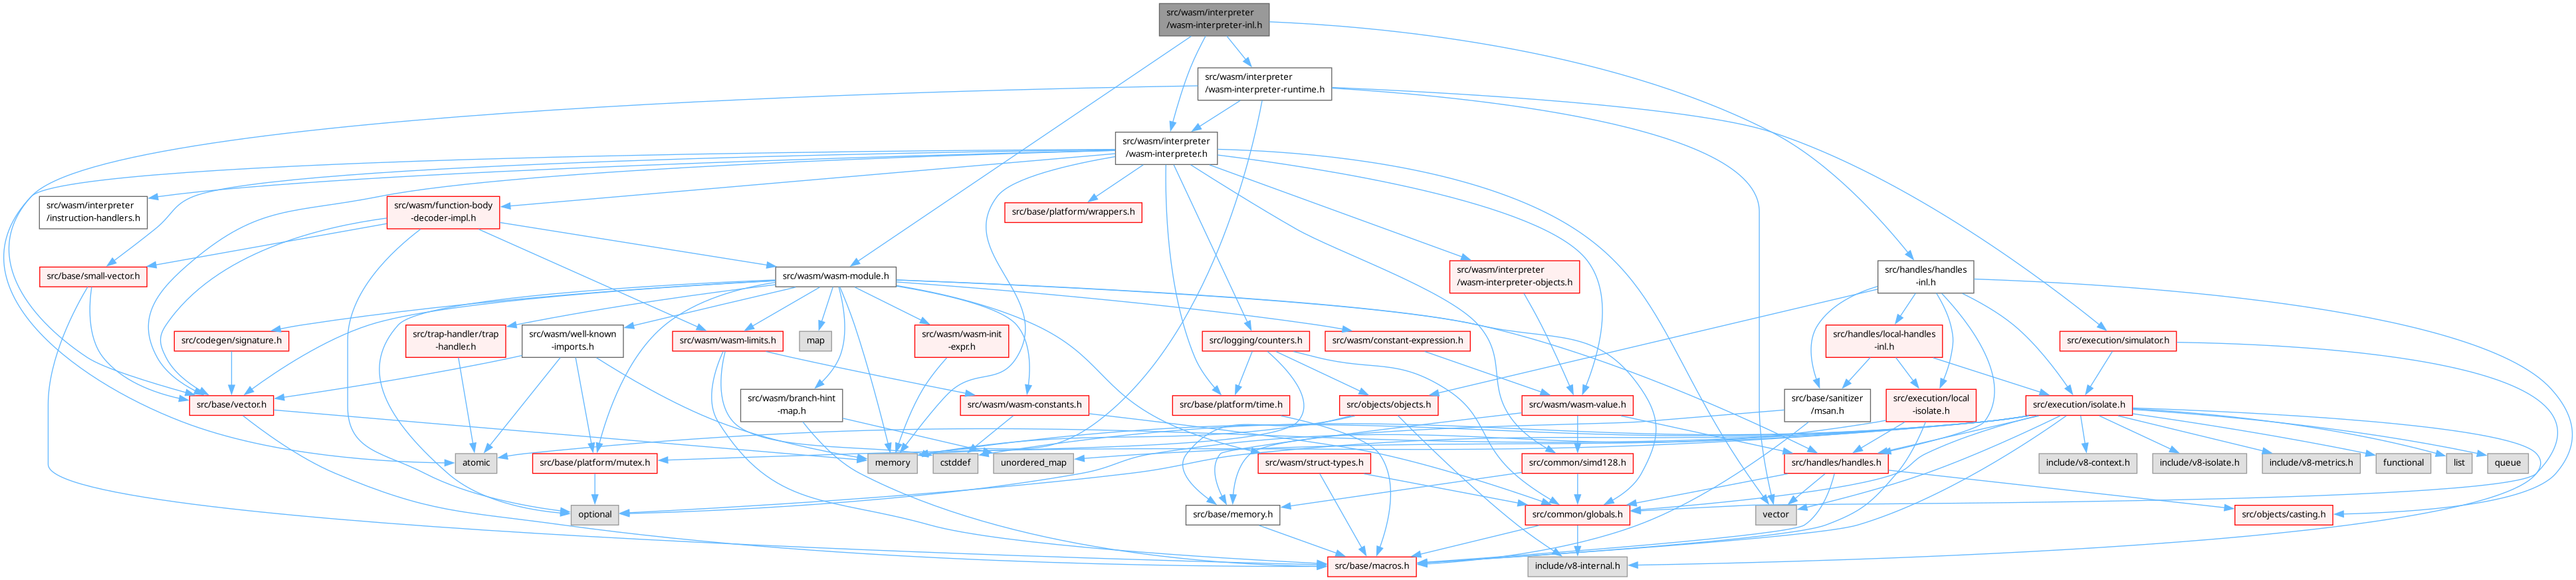 src/wasm/interpreter
/wasm-interpreter-inl.h
src/wasm/interpreter
/wasm-interpreter-runtime.h
src/wasm/interpreter
/wasm-interpreter.h
src/wasm/interpreter
/instruction-handlers.h
src/wasm/function-body
-decoder-impl.h
src/base/platform/wrappers.h
src/base/small-vector.h
src/wasm/wasm-module.h
src/wasm/interpreter
/wasm-interpreter-objects.h
src/handles/handles
-inl.h
src/codegen/signature.h
src/trap-handler/trap
-handler.h
src/wasm/well-known
-imports.h
src/wasm/wasm-limits.h
map
src/wasm/wasm-init
-expr.h
src/logging/counters.h
src/wasm/constant-expression.h
src/handles/local-handles
-inl.h
src/execution/simulator.h
src/base/vector.h
src/wasm/branch-hint
-map.h
src/wasm/wasm-constants.h
src/base/platform/time.h
src/objects/objects.h
src/wasm/wasm-value.h
src/base/sanitizer
/msan.h
src/execution/local
-isolate.h
src/execution/isolate.h
atomic
src/base/platform/mutex.h
memory
cstddef
unordered_map
src/wasm/struct-types.h
src/common/simd128.h
src/handles/handles.h
include/v8-context.h
include/v8-isolate.h
include/v8-metrics.h
functional
list
queue
optional
src/base/memory.h
src/common/globals.h
vector
src/objects/casting.h
src/base/macros.h
include/v8-internal.h